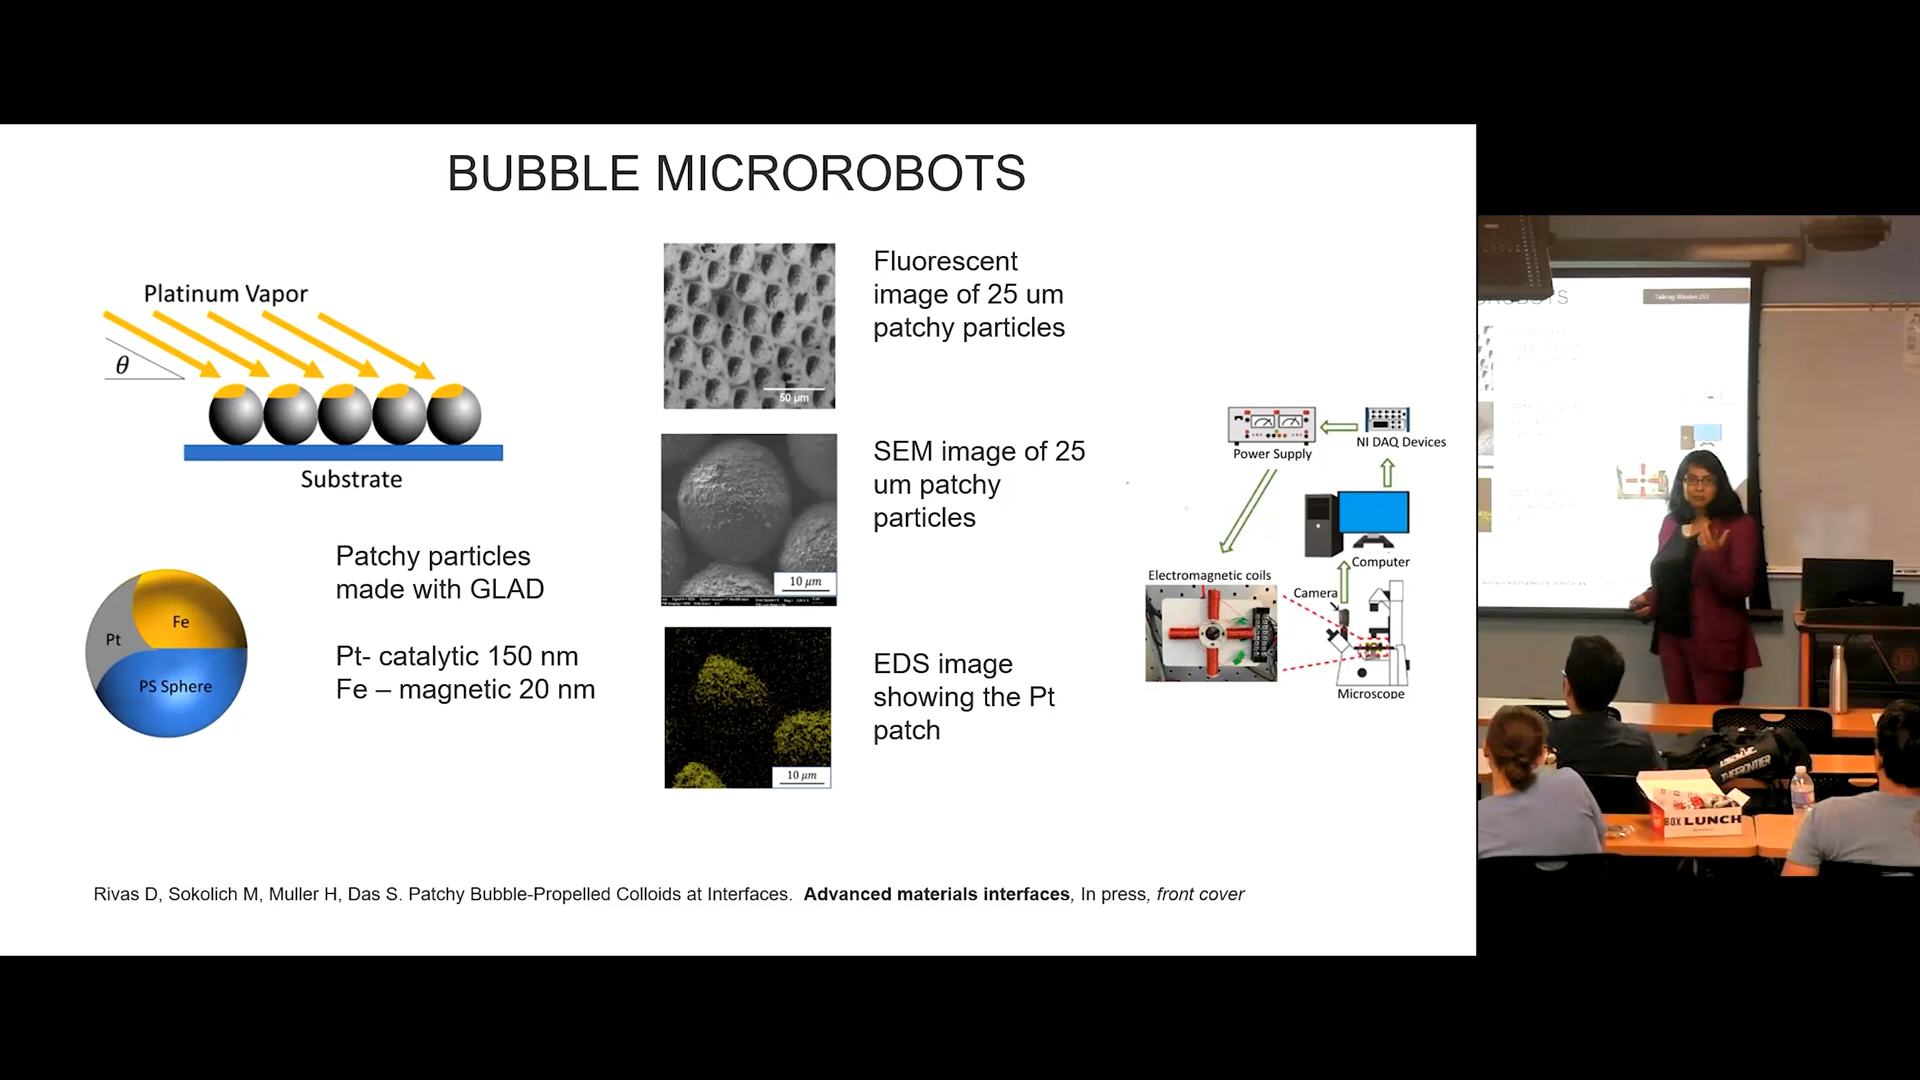 BUBBLE MICROROBOTS
Platinum Vapor
θ
Substrate
Pt
Fe
PS Sphere
Patchy particles
made with GLAD
Pt- catalytic 150 nm
Fe – magnetic 20 nm
50 μm
Fluorescent
image of 25 um
patchy particles
10 μm
SEM image of 25
um patchy
particles
10 μm
EDS image
showing the Pt
patch
Power Supply
NI DAQ Devices
Computer
Electromagnetic coils
Camera
Microscope
Rivas D, Sokolich M, Muller H, Das S. Patchy Bubble-Propelled Colloids at Interfaces. Advanced materials interfaces, In press, front cover
BOX LUNCH